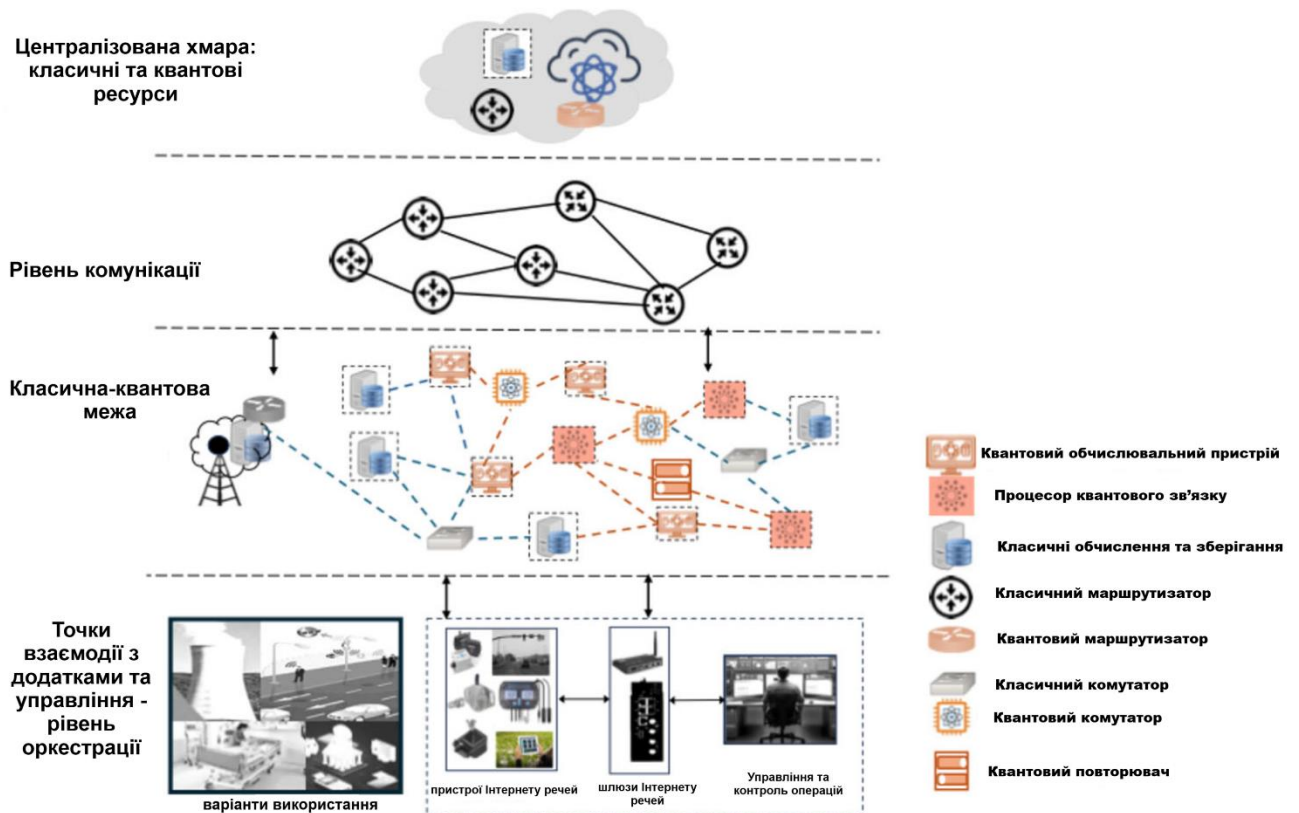 Централізована хмара:
класичні та квантові
ресурси
Рівень комунікації
Класична-квантова
межа
Квантовий обчислювальний пристрій
Процесор квантового зв’язку
Класичні обчислення та зберігання
Класичний маршрутизатор
Квантовий маршрутизатор
Класичний комутатор
Квантовий комутатор
Квантовий повторювач
Точки
взаємодії з
додатками та
управління -
рівень
оркестрації
варіанти використання
пристрої Інтернету речей
шлюзи Інтернету
речей
Управління та
контроль операцій